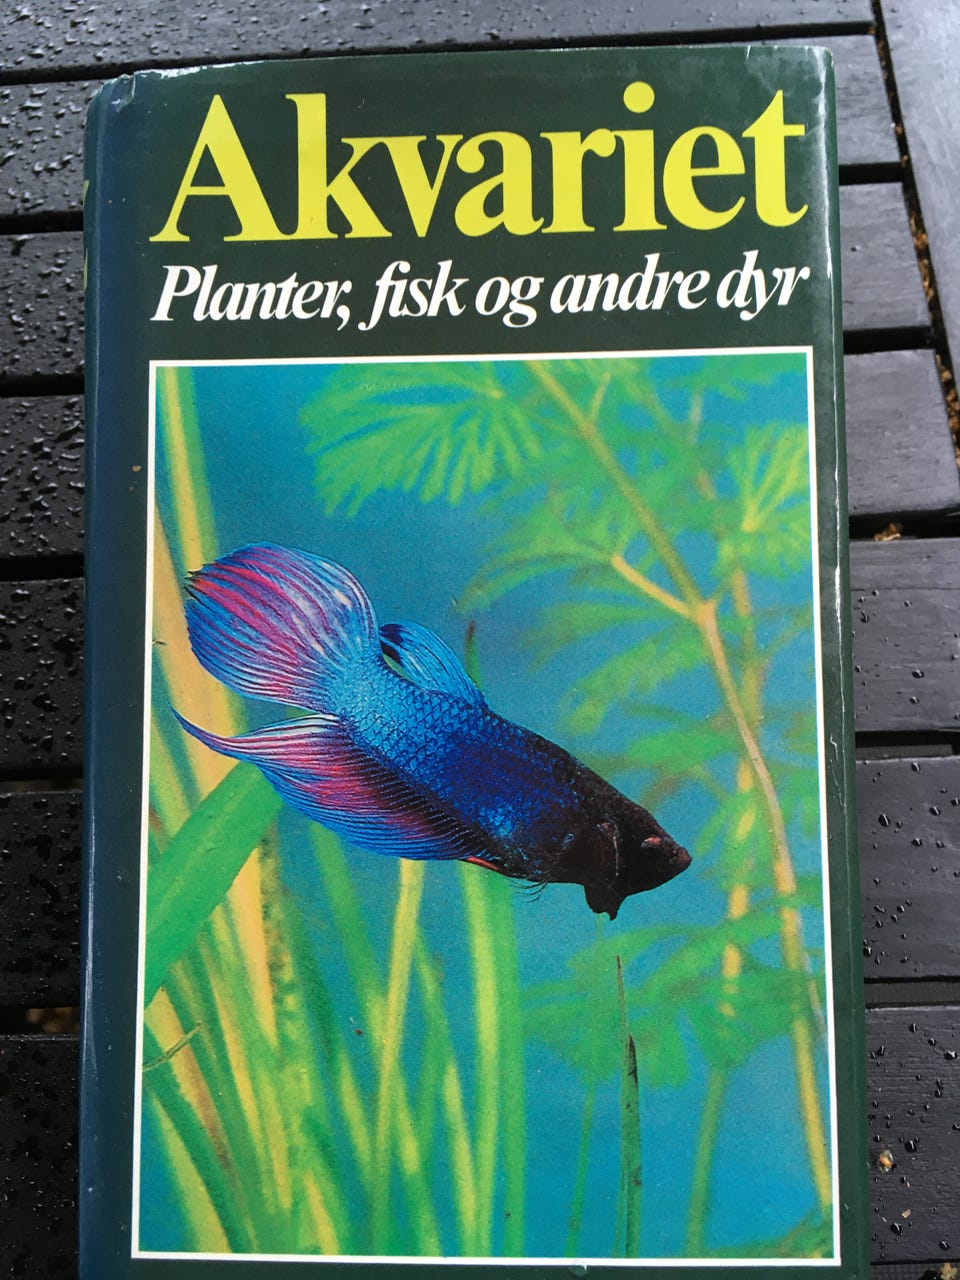 Akvariet
Planter, fisk og andre dyr